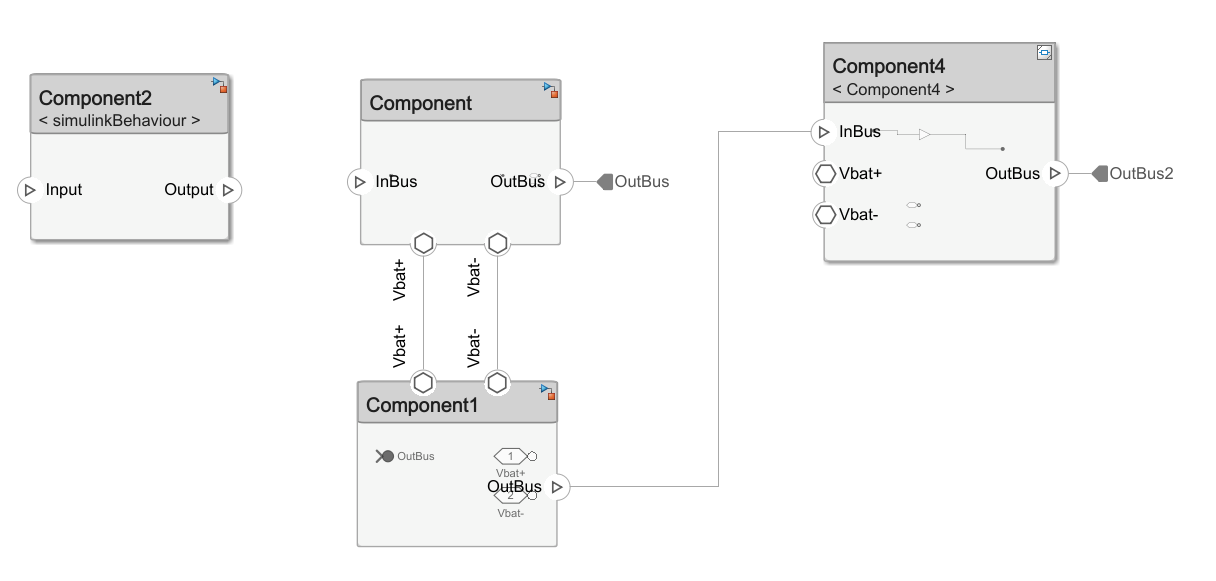 Component2
< simulinkBehaviour >
Input
Output
Component
InBus
OutBus
OutBus
Vbat+
Vbat-
Vbat+
Vbat-
Component1
OutBus
1
Vbat+
OutBus
2
Vbat-
Component4
< Component4 >
InBus
Vbat+
OutBus
OutBus2
Vbat-